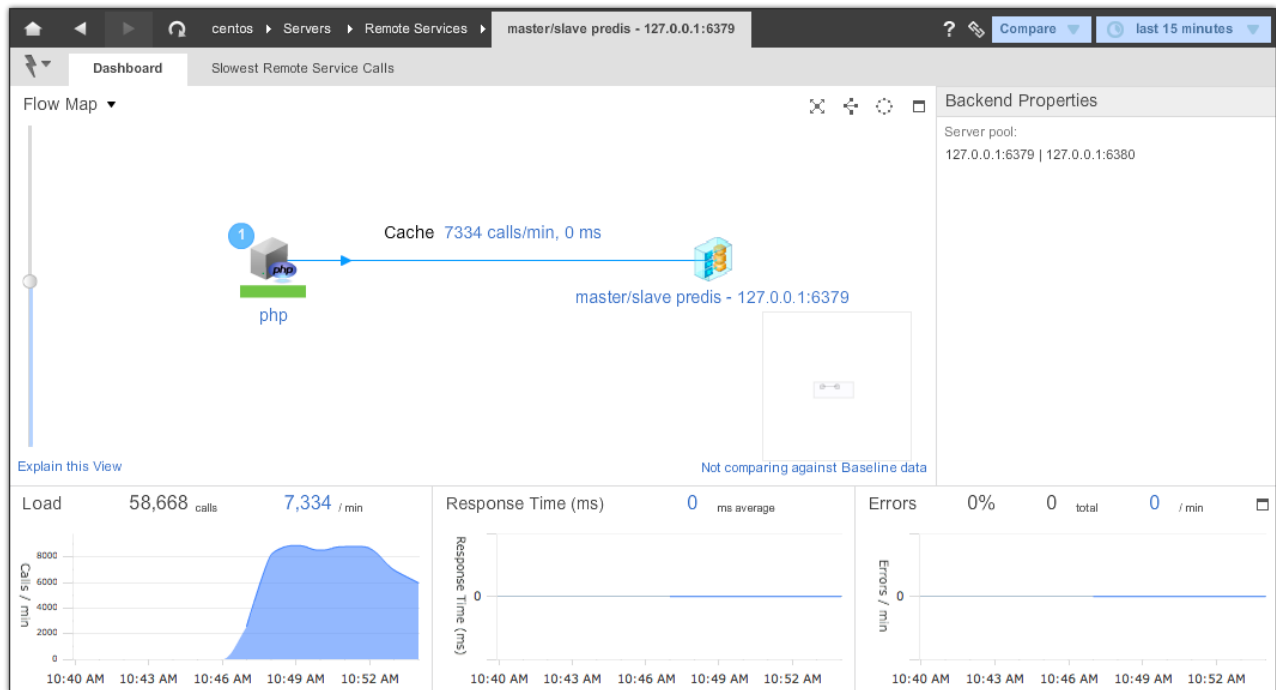 centos Servers Remote Services master/slave predis - 127.0.0.1:6379 ? Compare last 15 minutes
Dashboard Slowest Remote Service Calls
Flow Map
Backend Properties
Server pool:
127.0.0.1:6379 | 127.0.0.1:6380
1
Cache 7334 calls/min, 0 ms
php
master/slave predis - 127.0.0.1:6379
php
Explain this View
Not comparing against Baseline data
Load 58,668 calls 7,334 / min
Calls / min
8000
6000
4000
2000
0
10:40 AM 10:43 AM 10:46 AM 10:49 AM 10:52 AM
Response Time (ms) 0 ms average
Response Time (ms)
0
10:40 AM 10:43 AM 10:46 AM 10:49 AM 10:52 AM
Errors 0% 0 total 0 / min
Errors / min
0
10:40 AM 10:43 AM 10:46 AM 10:49 AM 10:52 AM